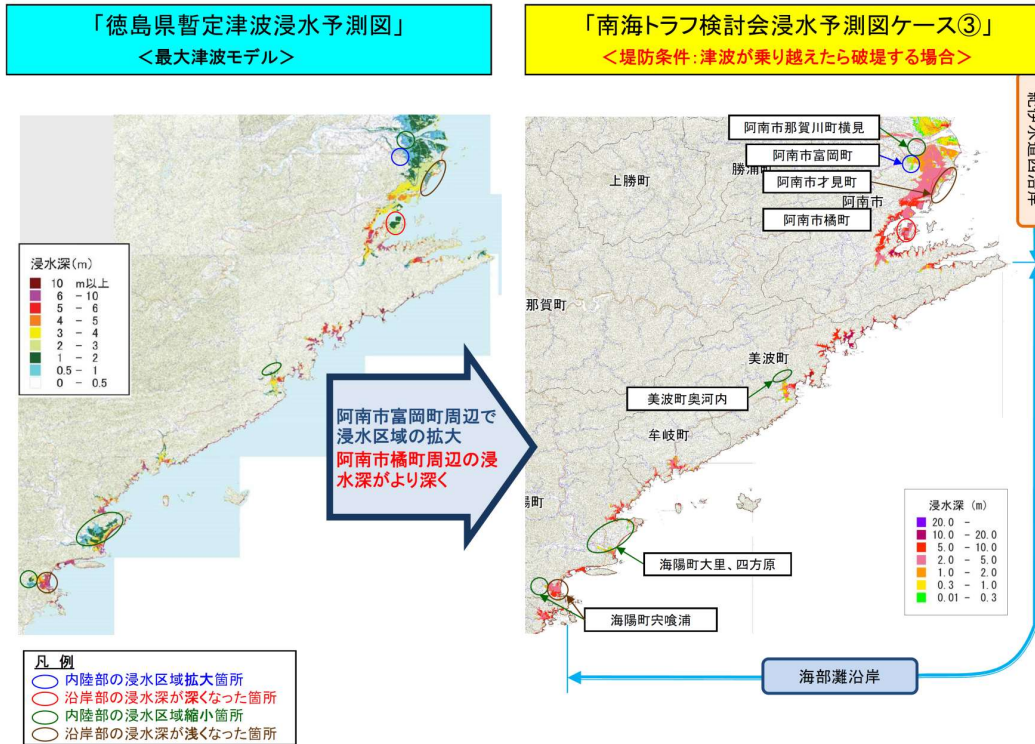 「徳島県暫定津波浸水予測図」
＜最大津波モデル＞
「南海トラフ検討会浸水予測図ケース③」
＜堤防条件：津波が乗り越えたら破堤する場合＞
浸水深(m)
10 m以上
6 - 10
5 - 6
4 - 5
3 - 4
2 - 3
1 - 2
0.5 - 1
0 - 0.5
阿南市富岡町周辺で
浸水区域の拡大
阿南市橘町周辺の浸
水深がより深く
紀伊水道西沿岸
阿南市那賀川町横見
阿南市富岡町
阿南市才見町
阿南市橘町
上勝町
勝浦町
阿南市
那賀町
美波町
美波町奥河内
牟岐町
陽町
海陽町大里、四方原
海陽町宍喰浦
浸水深 (m)
20.0 -
10.0 - 20.0
5.0 - 10.0
2.0 - 5.0
1.0 - 2.0
0.3 - 1.0
0.01 - 0.3
海部灘沿岸
凡 例
内陸部の浸水区域拡大箇所
沿岸部の浸水深が深くなった箇所
内陸部の浸水区域縮小箇所
沿岸部の浸水深が浅くなった箇所